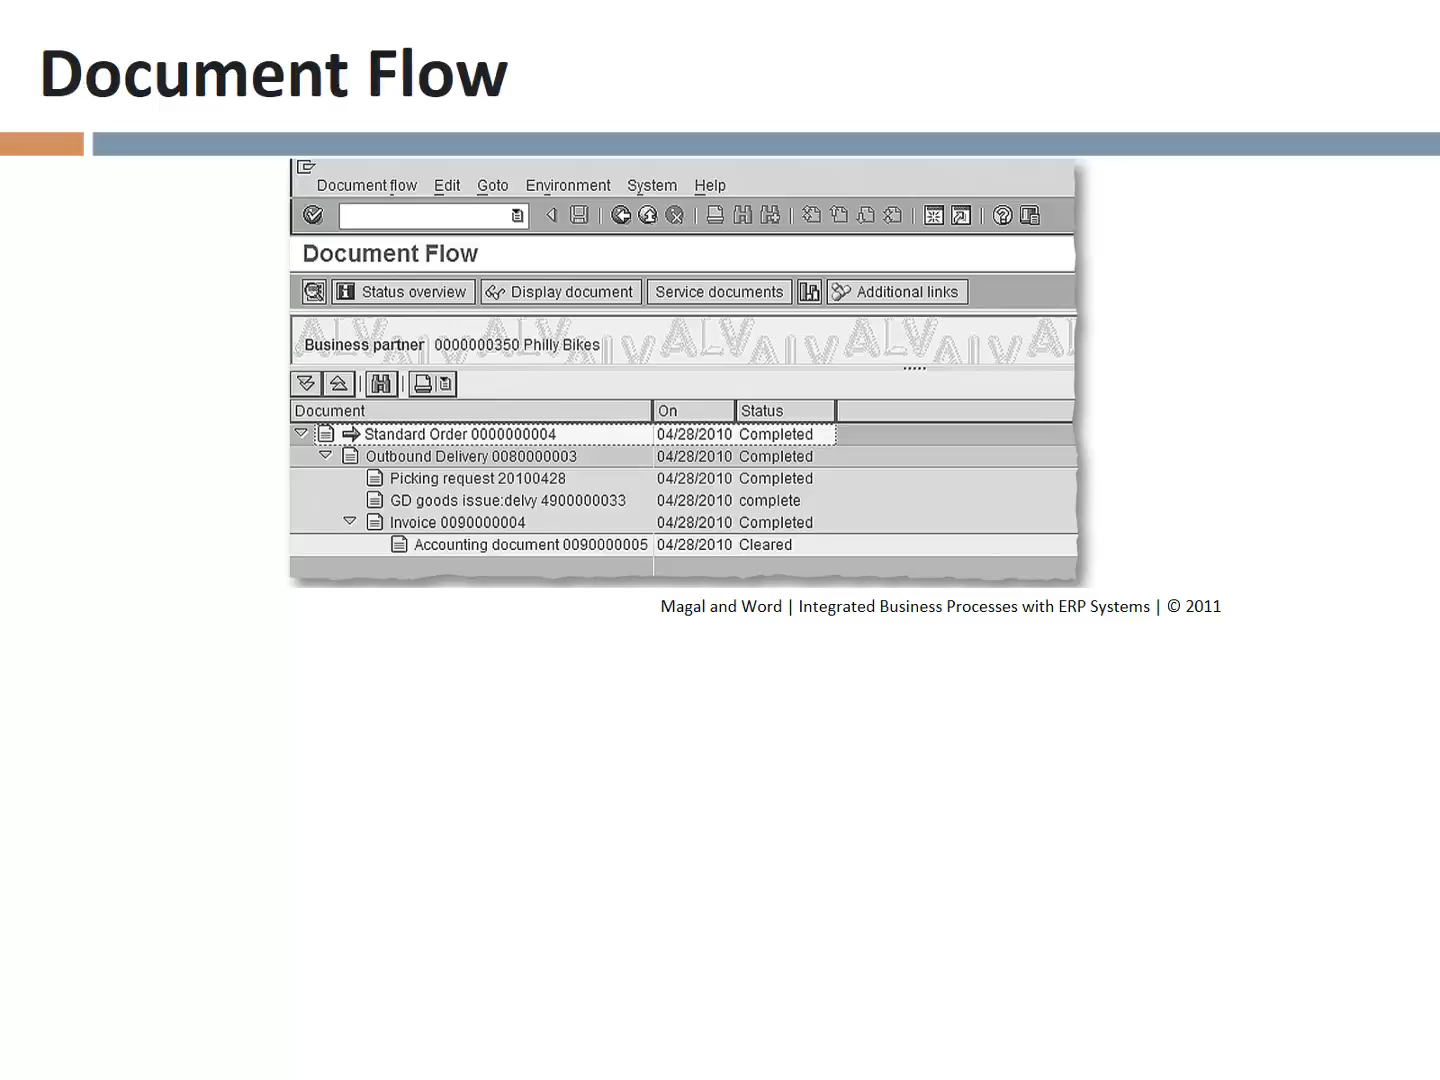 Document Flow
Document flow Edit Goto Environment System Help
Document Flow
Status overview Display document Service documents Additional links
Business partner 0000000350 Philly Bikes
Document On Status
Standard Order 0000000004 04/28/2010 Completed
Outbound Delivery 0080000003 04/28/2010 Completed
Picking request 20100428 04/28/2010 Completed
GD goods issue:delvy 4900000033 04/28/2010 complete
Invoice 0090000004 04/28/2010 Completed
Accounting document 0090000005 04/28/2010 Cleared
Magal and Word | Integrated Business Processes with ERP Systems | © 2011